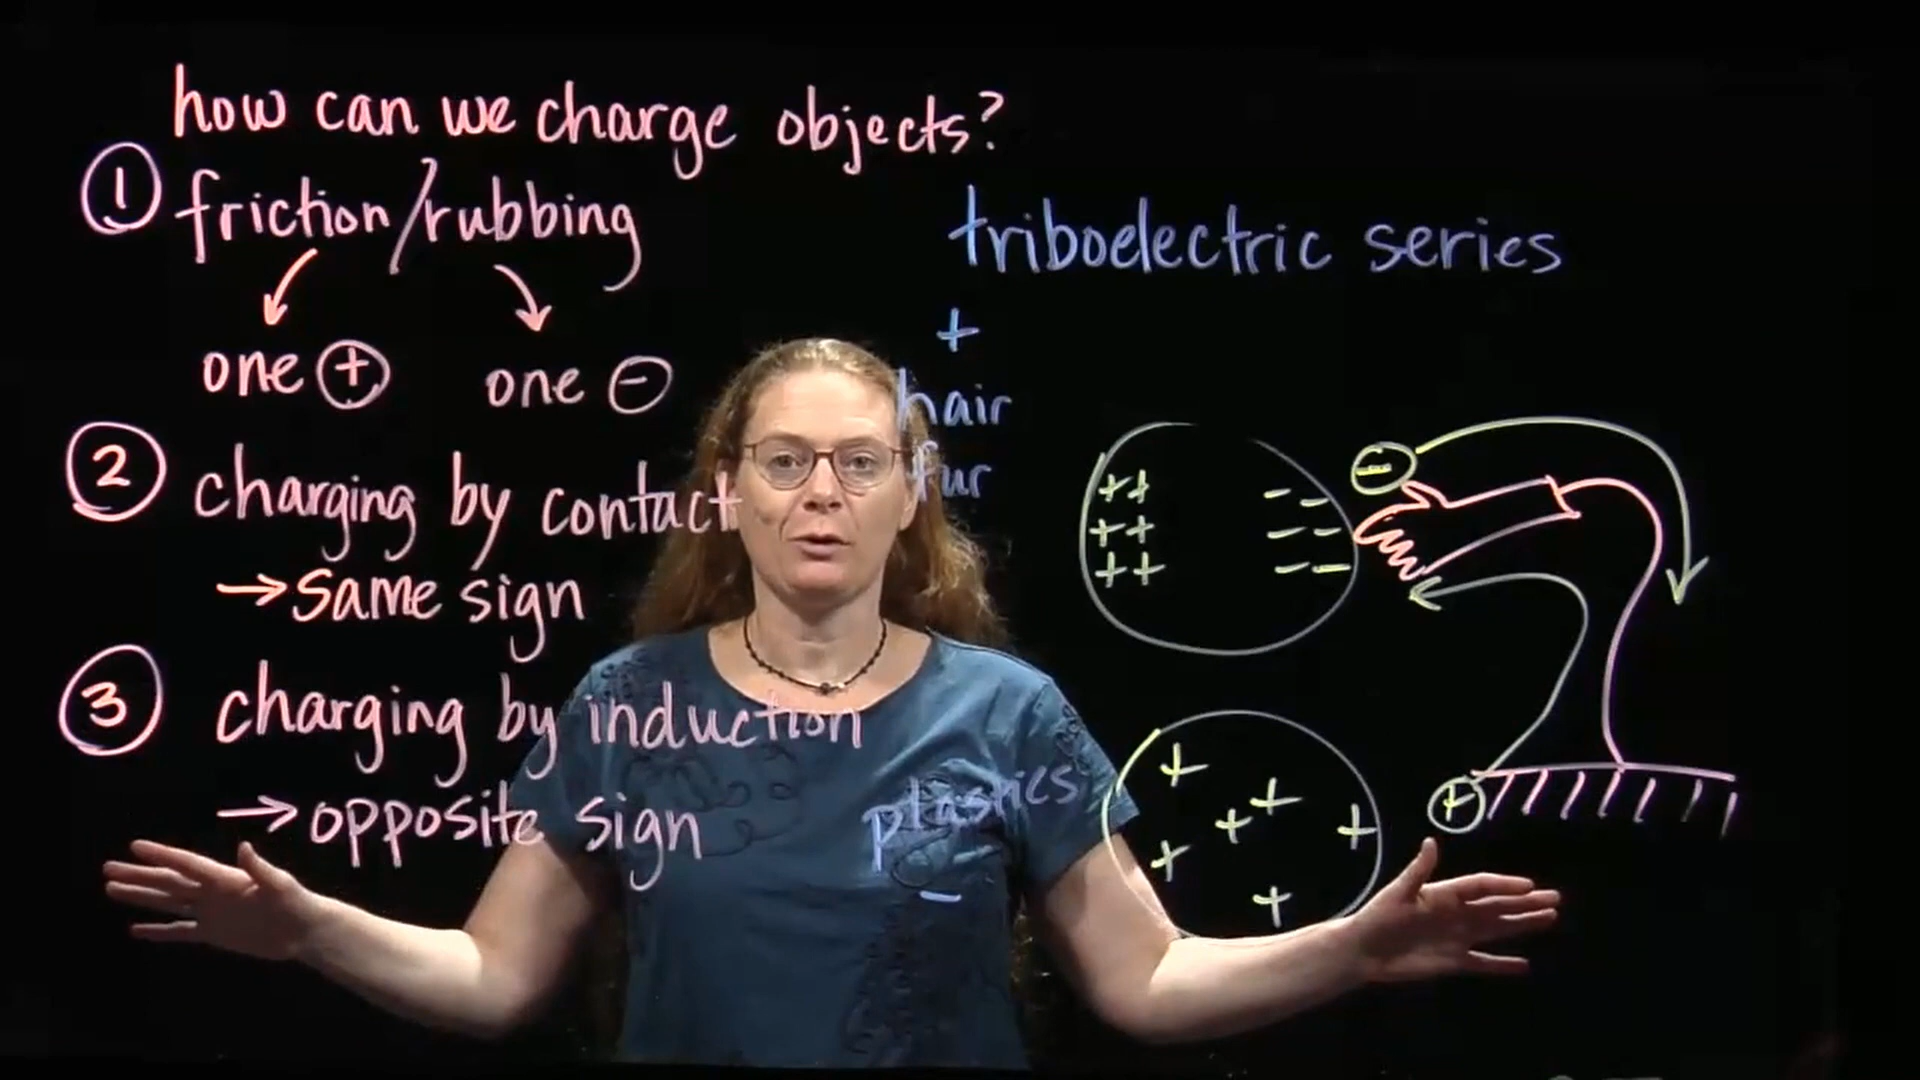 how can we charge objects?
① friction/rubbing
one ⊕ one ⊖
② charging by contact
→ same sign
③ charging by induction
→ opposite sign
triboelectric series
+
hair
fur
plastics
-
++ --
++ --
++ --
⊖
+
+
+ +
+
+
⊕